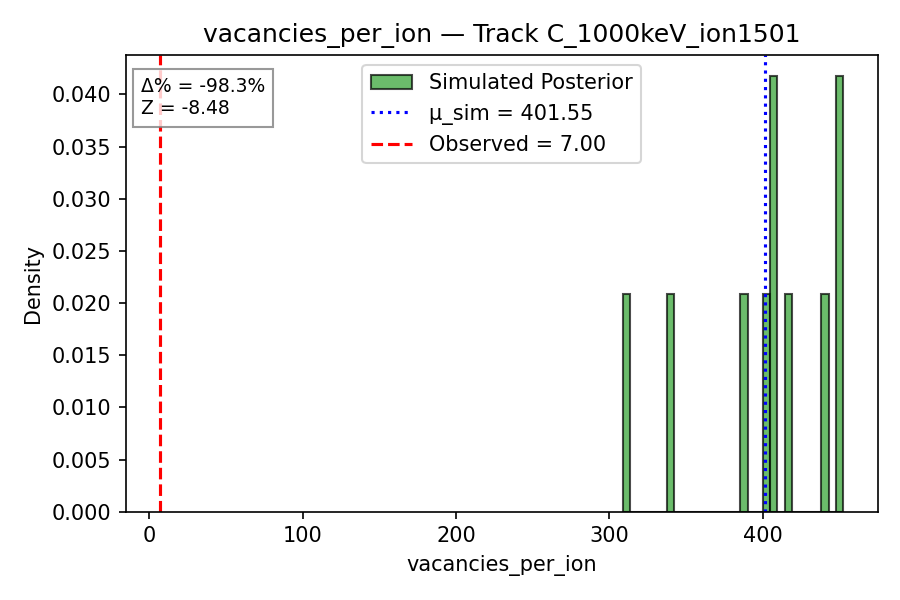 vacancies_per_ion — Track C_1000keV_ion1501
Δ% = -98.3%
Z = -8.48
Simulated Posterior
μ_sim = 401.55
Observed = 7.00
Density
0.040
0.035
0.030
0.025
0.020
0.015
0.010
0.005
0.000
0 100 200 300 400
vacancies_per_ion